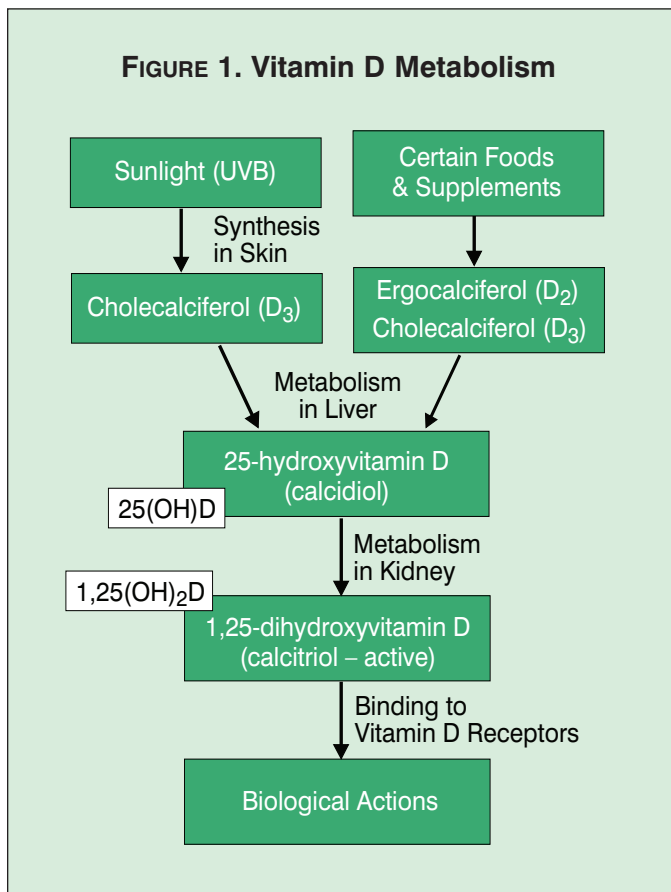 FIGURE 1. Vitamin D Metabolism
Sunlight (UVB)
Certain Foods
& Supplements
Synthesis
in Skin
Cholecalciferol (D₃)
Ergocalciferol (D₂)
Cholecalciferol (D₃)
Metabolism
in Liver
25-hydroxyvitamin D
(calcidiol)
25(OH)D
Metabolism
in Kidney
1,25(OH)₂D
1,25-dihydroxyvitamin D
(calcitriol – active)
Binding to
Vitamin D Receptors
Biological Actions